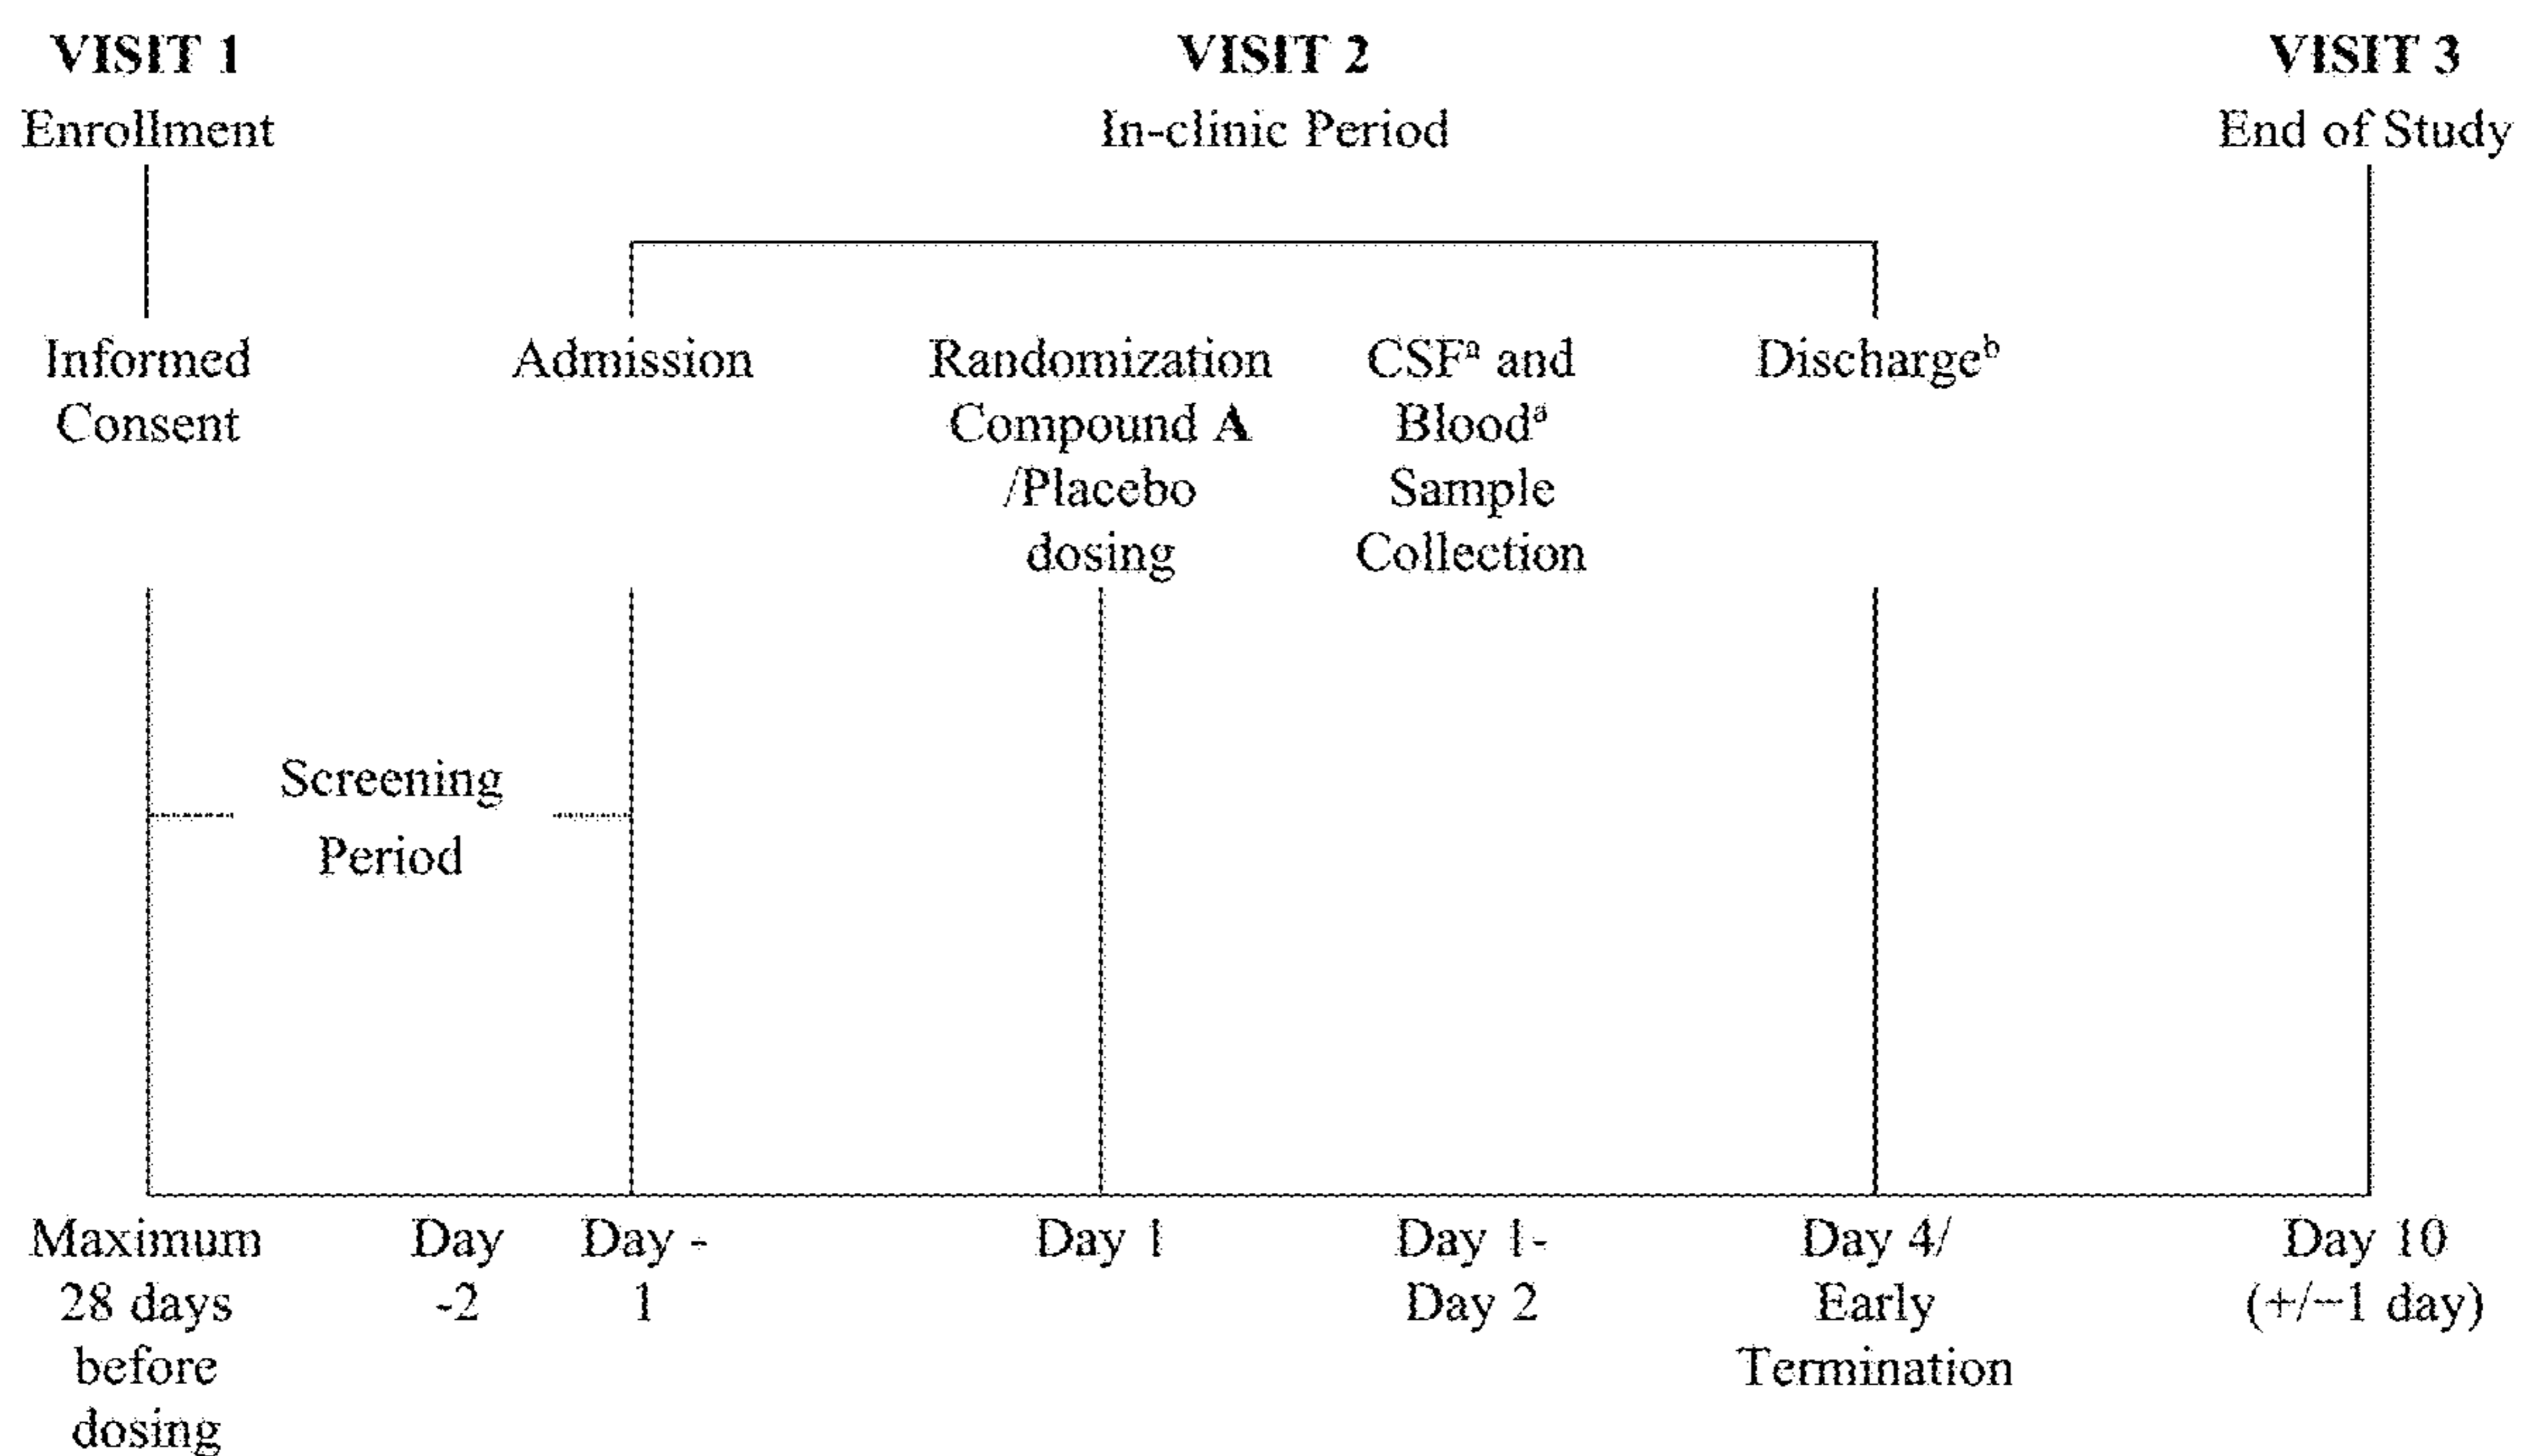 VISIT 1
Enrollment
VISIT 2
In-clinic Period
VISIT 3
End of Study
Informed
Consent
Admission
Randomization
Compound A
/Placebo
dosing
CSFᵃ and
Bloodᵃ
Sample
Collection
Dischargeᵇ
Screening
Period
Maximum
28 days
before
dosing
Day
-2
Day -
1
Day 1
Day 1-
Day 2
Day 4/
Early
Termination
Day 10
(+/−1 day)